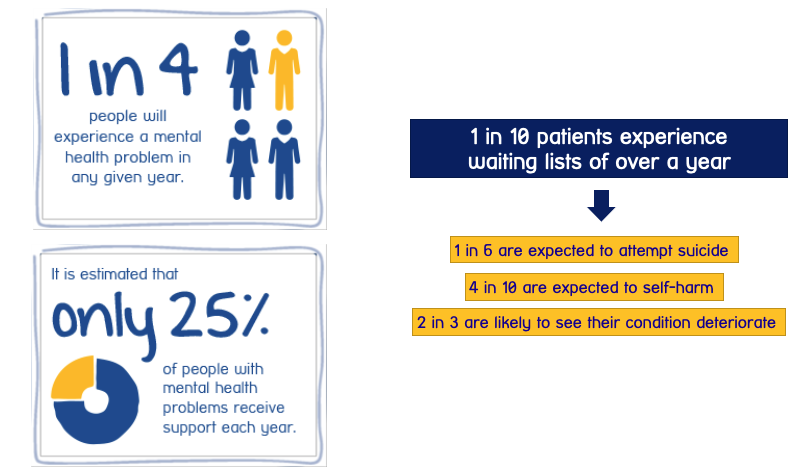 1 in 4
people will
experience a mental
health problem in
any given year.
It is estimated that
only 25%
of people with
mental health
problems receive
support each year.
1 in 10 patients experience
waiting lists of over a year
1 in 6 are expected to attempt suicide
4 in 10 are expected to self-harm
2 in 3 are likely to see their condition deteriorate